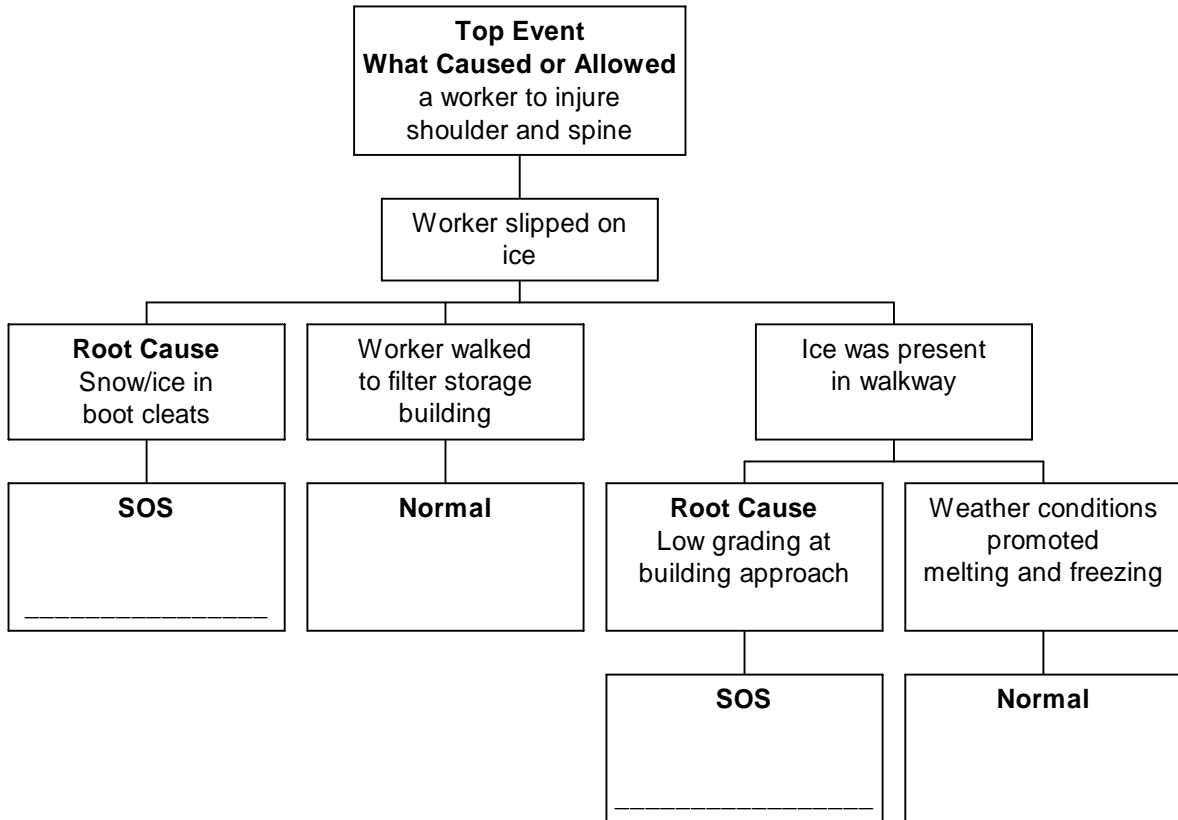 Top Event
What Caused or Allowed
a worker to injure
shoulder and spine
Worker slipped on
ice
Root Cause
Snow/ice in
boot cleats
Worker walked
to filter storage
building
Ice was present
in walkway
SOS
________________
Normal
Root Cause
Low grading at
building approach
Weather conditions
promoted
melting and freezing
SOS
_________________
Normal